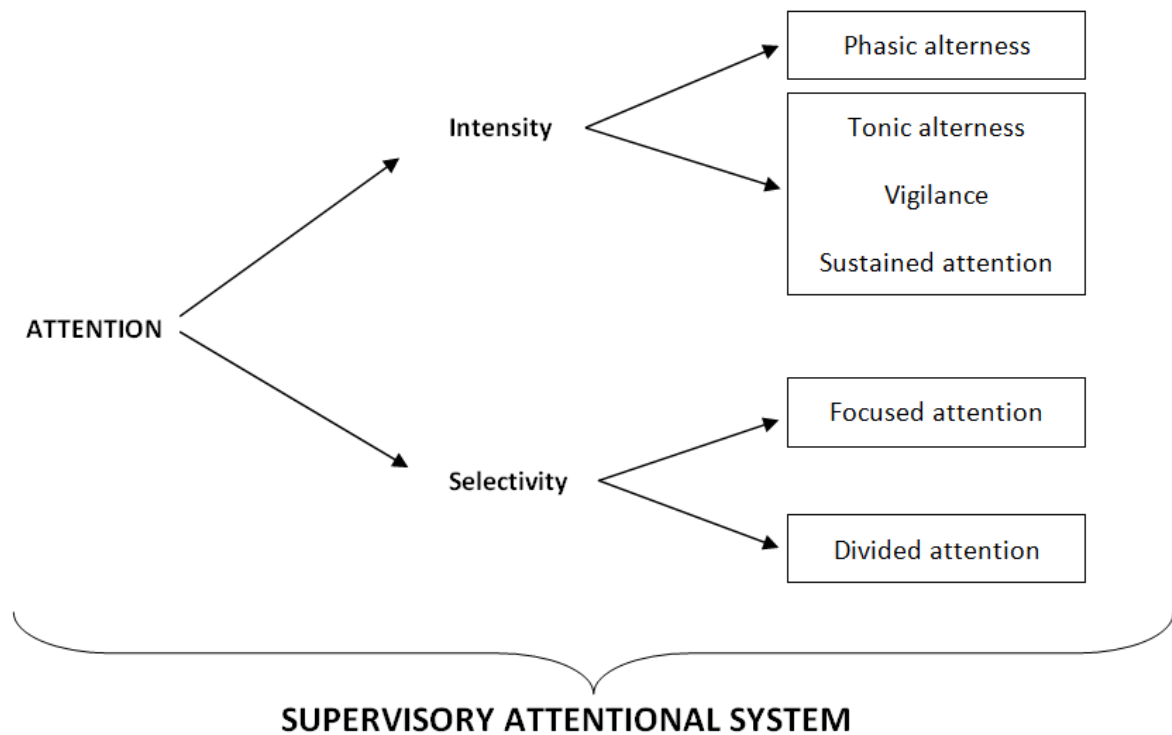 Phasic alterness
Intensity
Tonic alterness
Vigilance
Sustained attention
ATTENTION
Focused attention
Selectivity
Divided attention
SUPERVISORY ATTENTIONAL SYSTEM